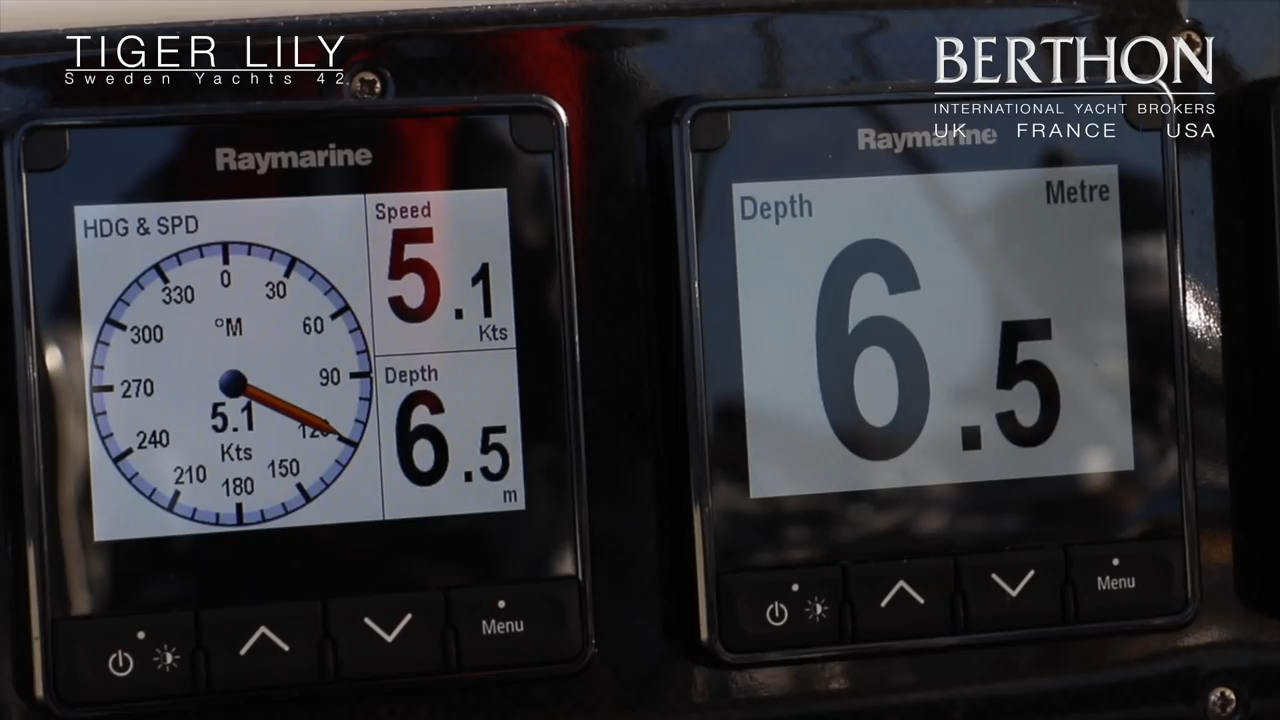 TIGER LILY
Sweden Yachts 42
BERTHON
INTERNATIONAL YACHT BROKERS
UK FRANCE USA
Raymarine
HDG & SPD
0
30
60
90
120
150
180
210
240
270
300
330
°M
5.1
Kts
Speed
5.1
Kts
Depth
6.5
m
Menu
Raymarine
Depth
Metre
6.5
Menu